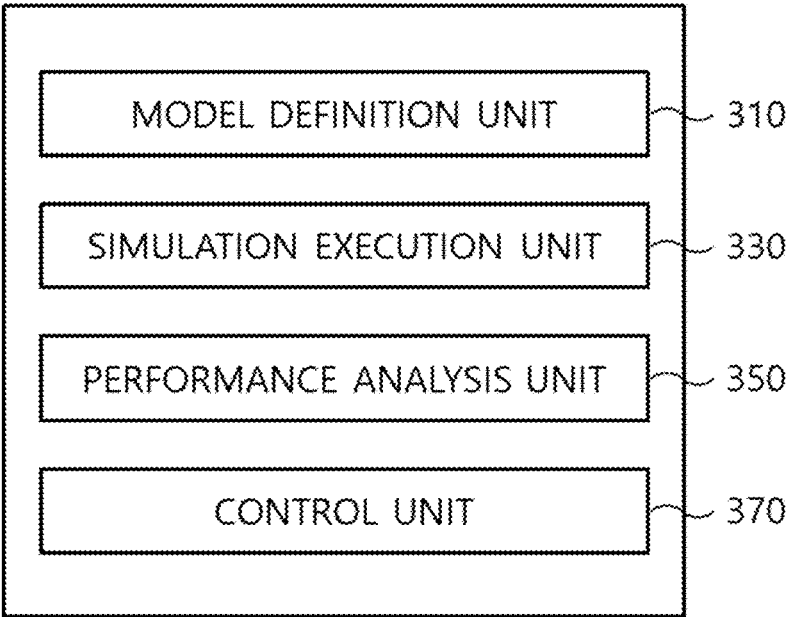 MODEL DEFINITION UNIT 310
SIMULATION EXECUTION UNIT 330
PERFORMANCE ANALYSIS UNIT 350
CONTROL UNIT 370